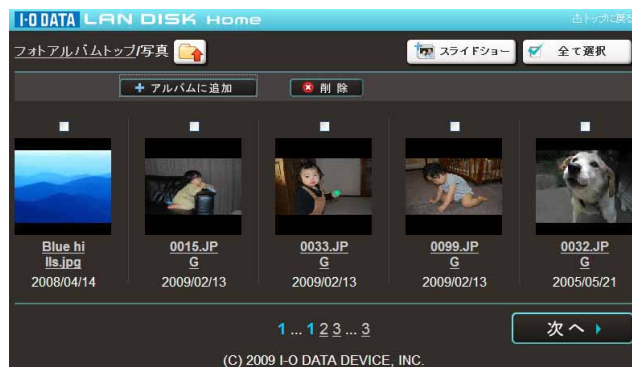 I-O DATA LAN DISK Home
トップに戻る
フォトアルバムトップ/写真
スライドショー
全て選択
アルバムに追加
削除
Blue hi
lls.jpg
2008/04/14
0015.JP
G
2009/02/13
0033.JP
G
2009/02/13
0099.JP
G
2009/02/13
0032.JP
G
2005/05/21
1 ... 1 2 3 ... 3
次へ
(C) 2009 I-O DATA DEVICE, INC.